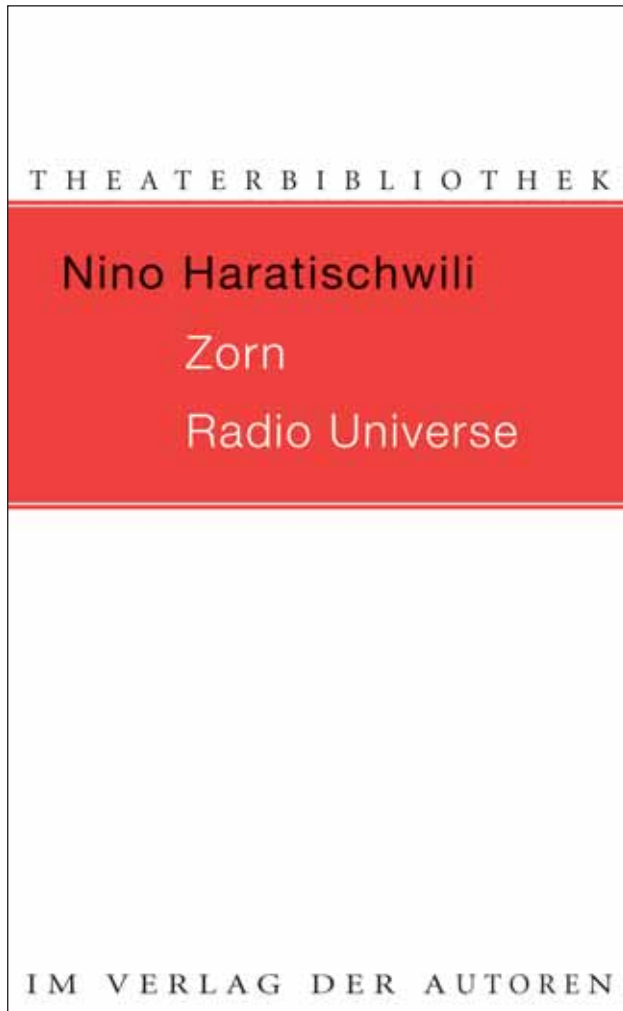 THEATERBIBLIOTHEK
Nino Haratischwili
Zorn
Radio Universe
IM VERLAG DER AUTOREN